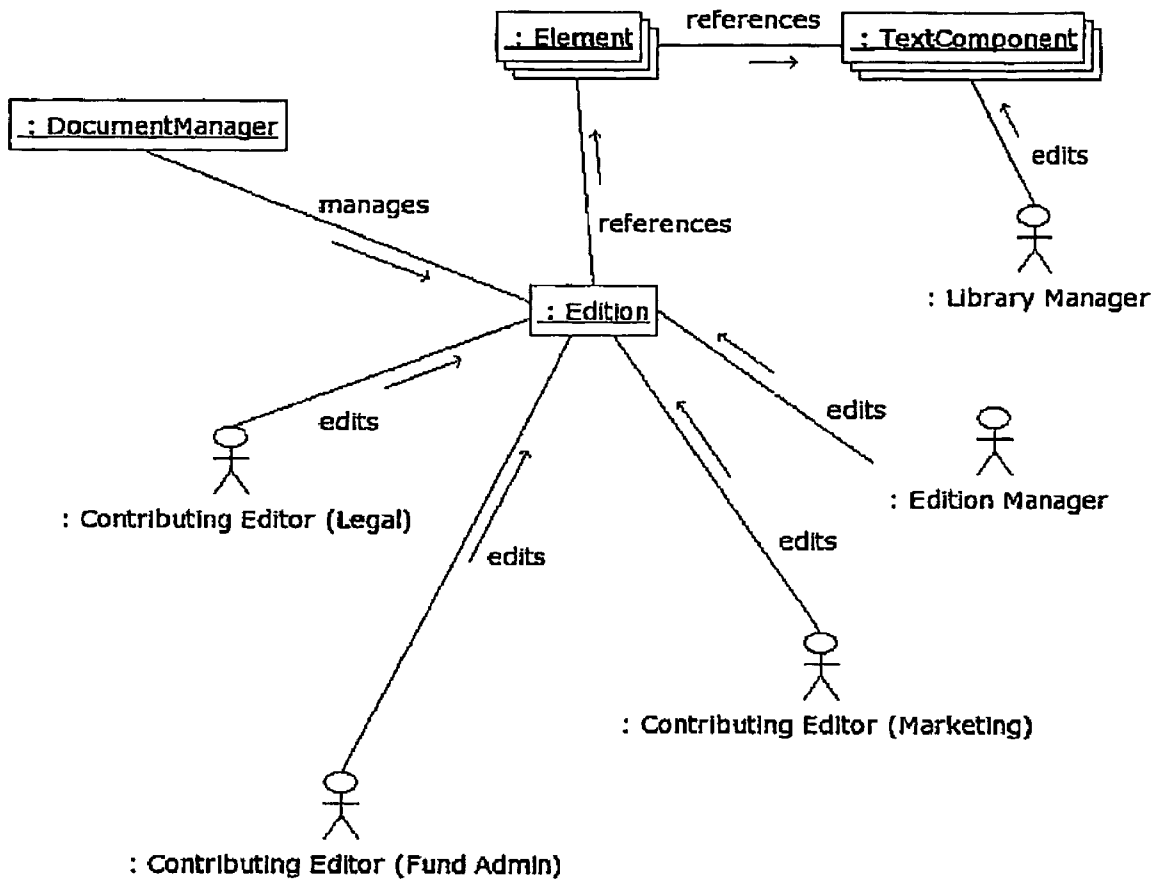 references
: Element
: TextComponent
: DocumentManager
edits
manages
references
: Library Manager
: Edition
edits
edits
: Edition Manager
: Contributing Editor (Legal)
edits
edits
: Contributing Editor (Marketing)
: Contributing Editor (Fund Admin)